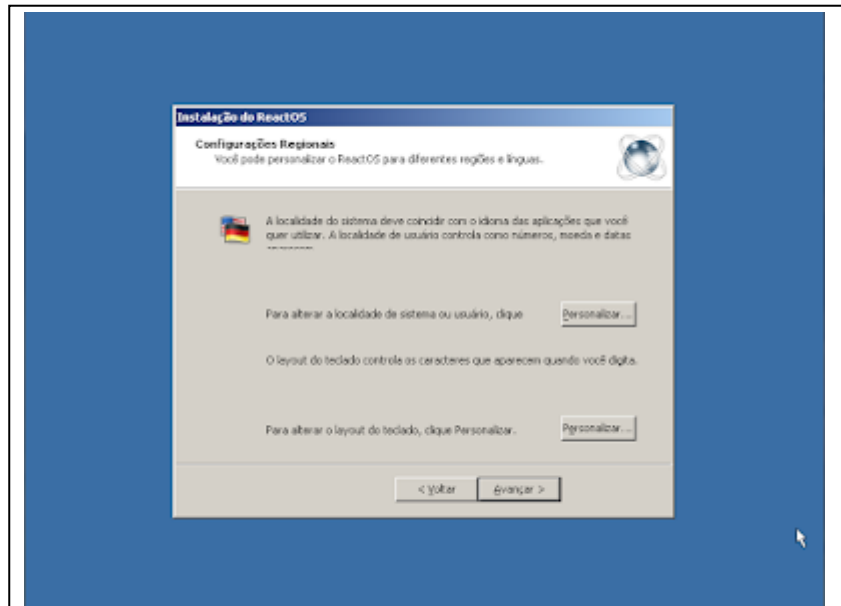 Instalação do ReactOS
Configurações Regionais
Você pode personalizar o ReactOS para diferentes regiões e línguas.
A localidade do sistema deve coincidir com o idioma das aplicações que você
quer utilizar. A localidade de usuário controla como números, moeda e datas
Para alterar a localidade de sistema ou usuário, clique
Personalizar...
O layout do teclado controla os caracteres que aparecem quando você digita.
Para alterar o layout do teclado, clique Personalizar.
Personalizar...
< Voltar
Avançar >